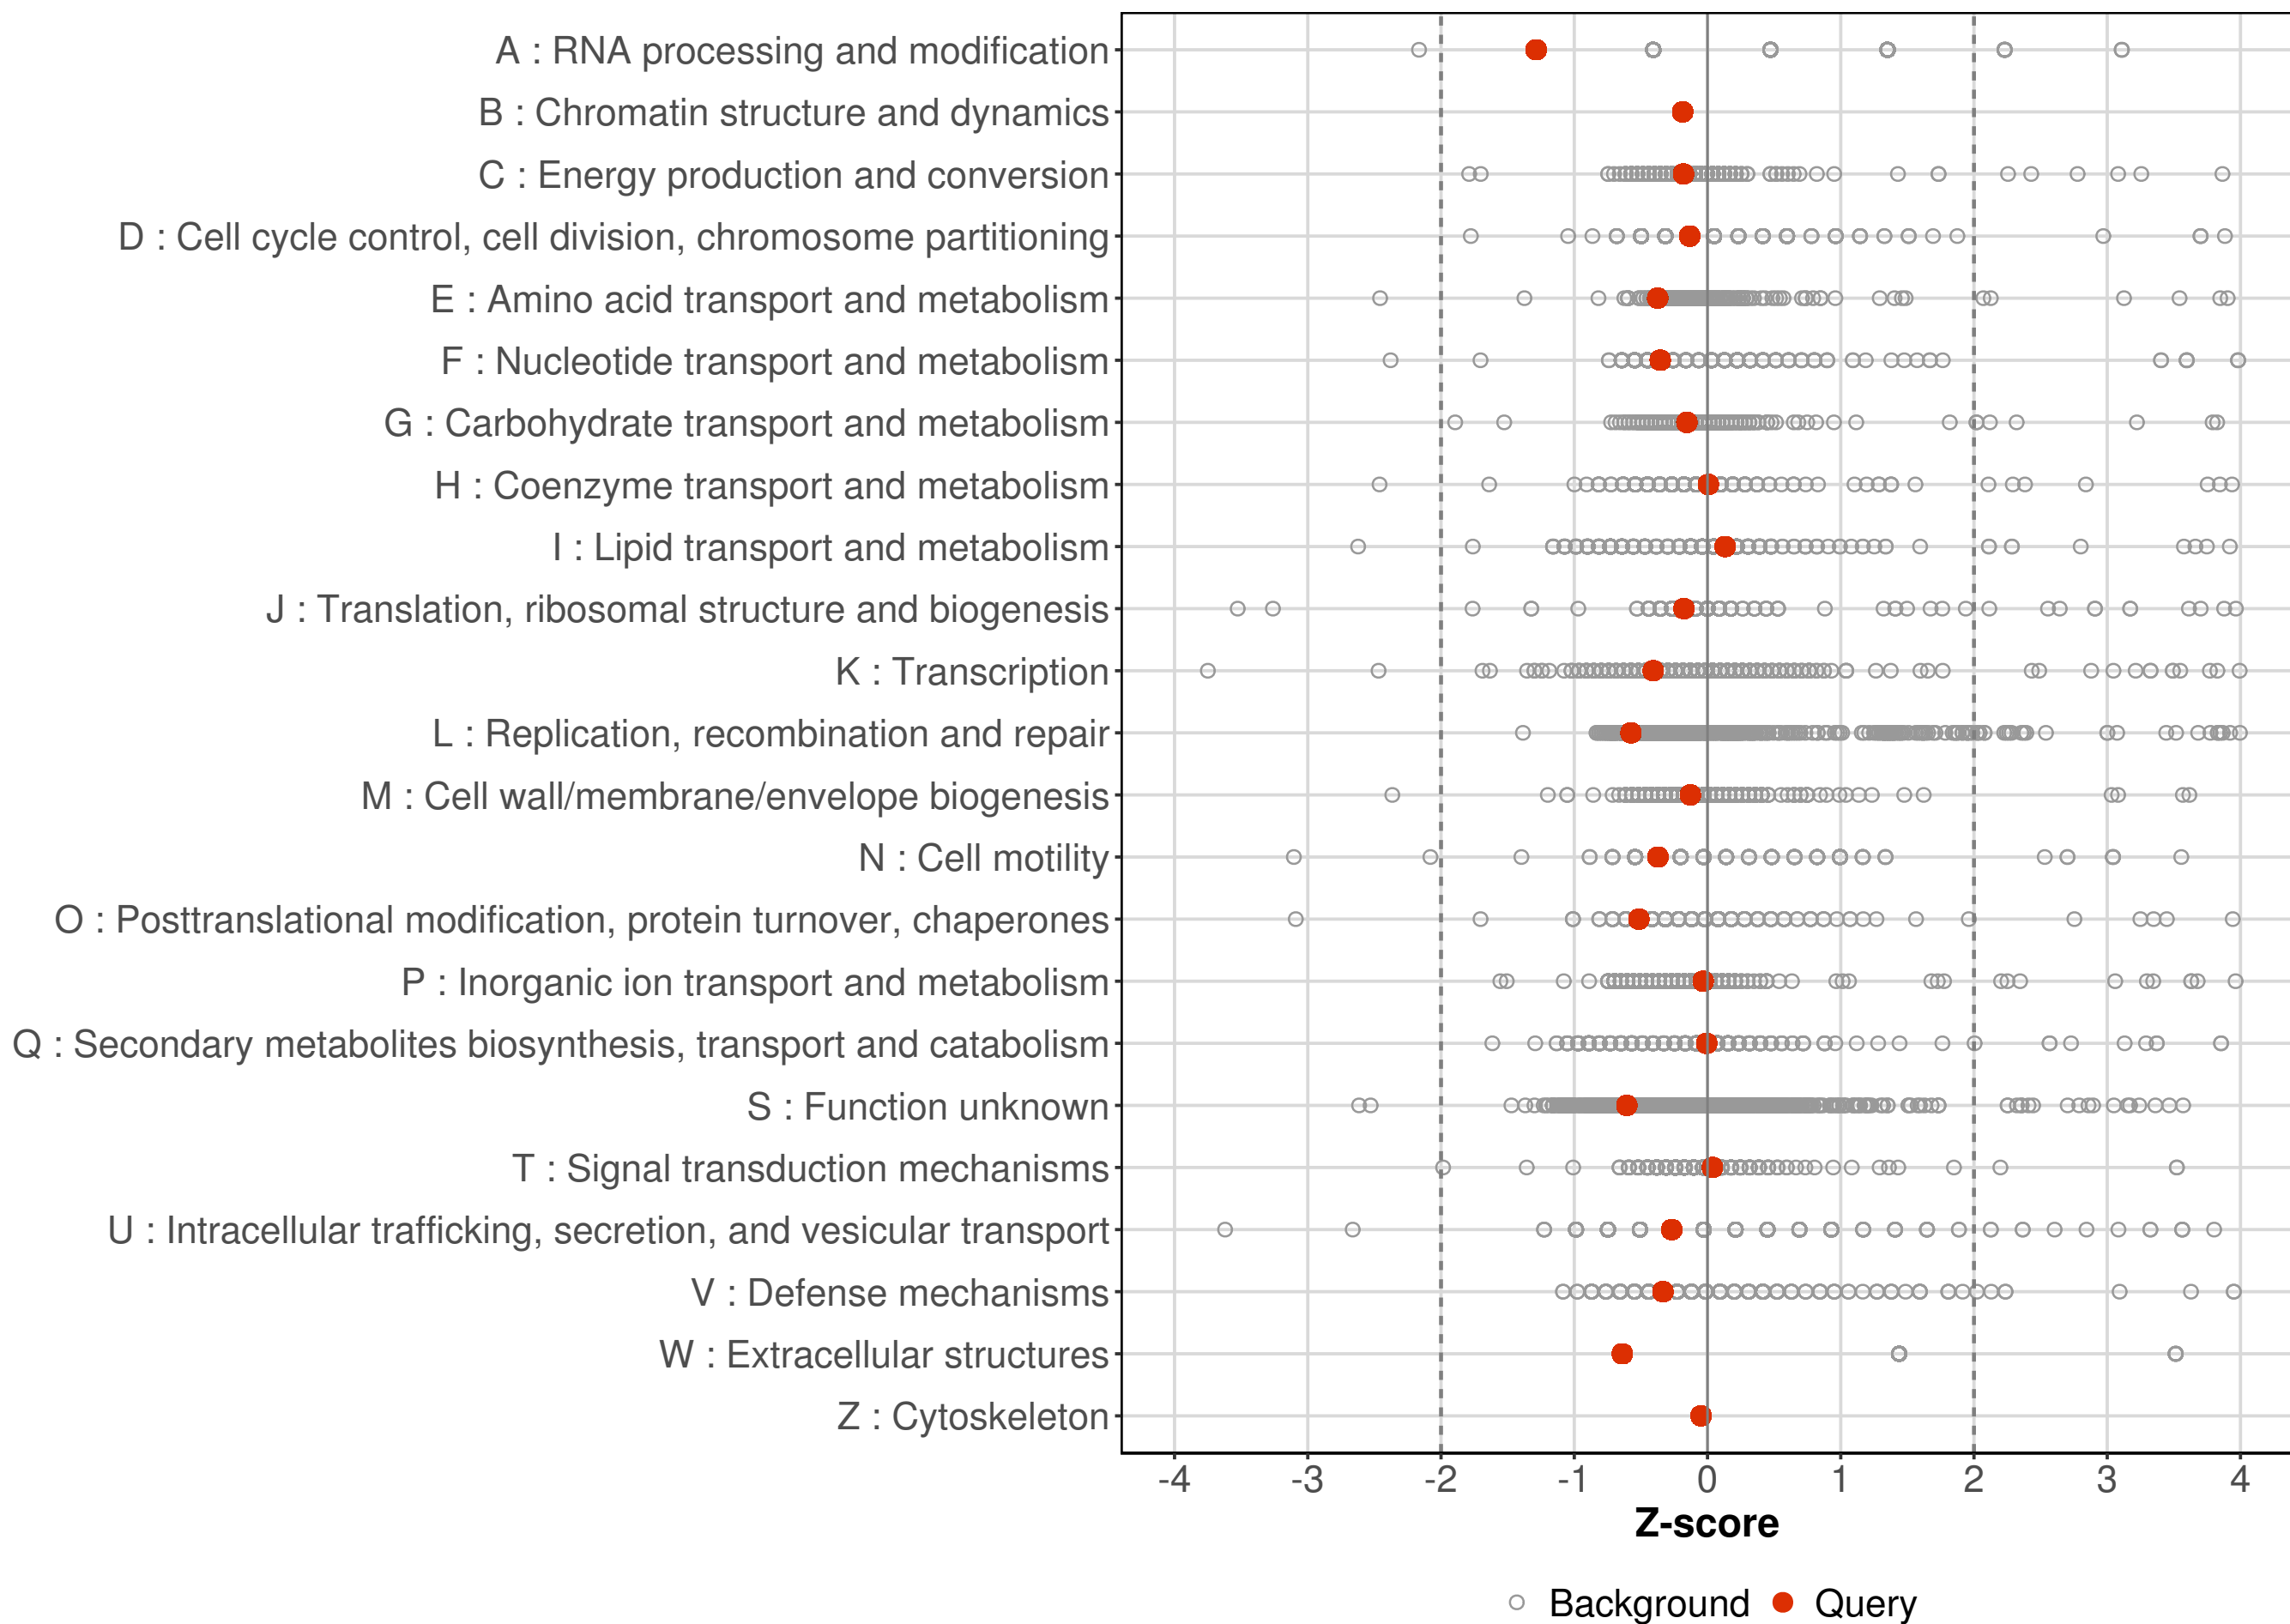 A : RNA processing and modification
B : Chromatin structure and dynamics
C : Energy production and conversion
D : Cell cycle control, cell division, chromosome partitioning
E : Amino acid transport and metabolism
F : Nucleotide transport and metabolism
G : Carbohydrate transport and metabolism
H : Coenzyme transport and metabolism
I : Lipid transport and metabolism
J : Translation, ribosomal structure and biogenesis
K : Transcription
L : Replication, recombination and repair
M : Cell wall/membrane/envelope biogenesis
N : Cell motility
O : Posttranslational modification, protein turnover, chaperones
P : Inorganic ion transport and metabolism
Q : Secondary metabolites biosynthesis, transport and catabolism
S : Function unknown
T : Signal transduction mechanisms
U : Intracellular trafficking, secretion, and vesicular transport
V : Defense mechanisms
W : Extracellular structures
Z : Cytoskeleton
-4 -3 -2 -1 0 1 2 3 4
Z-score
Background Query